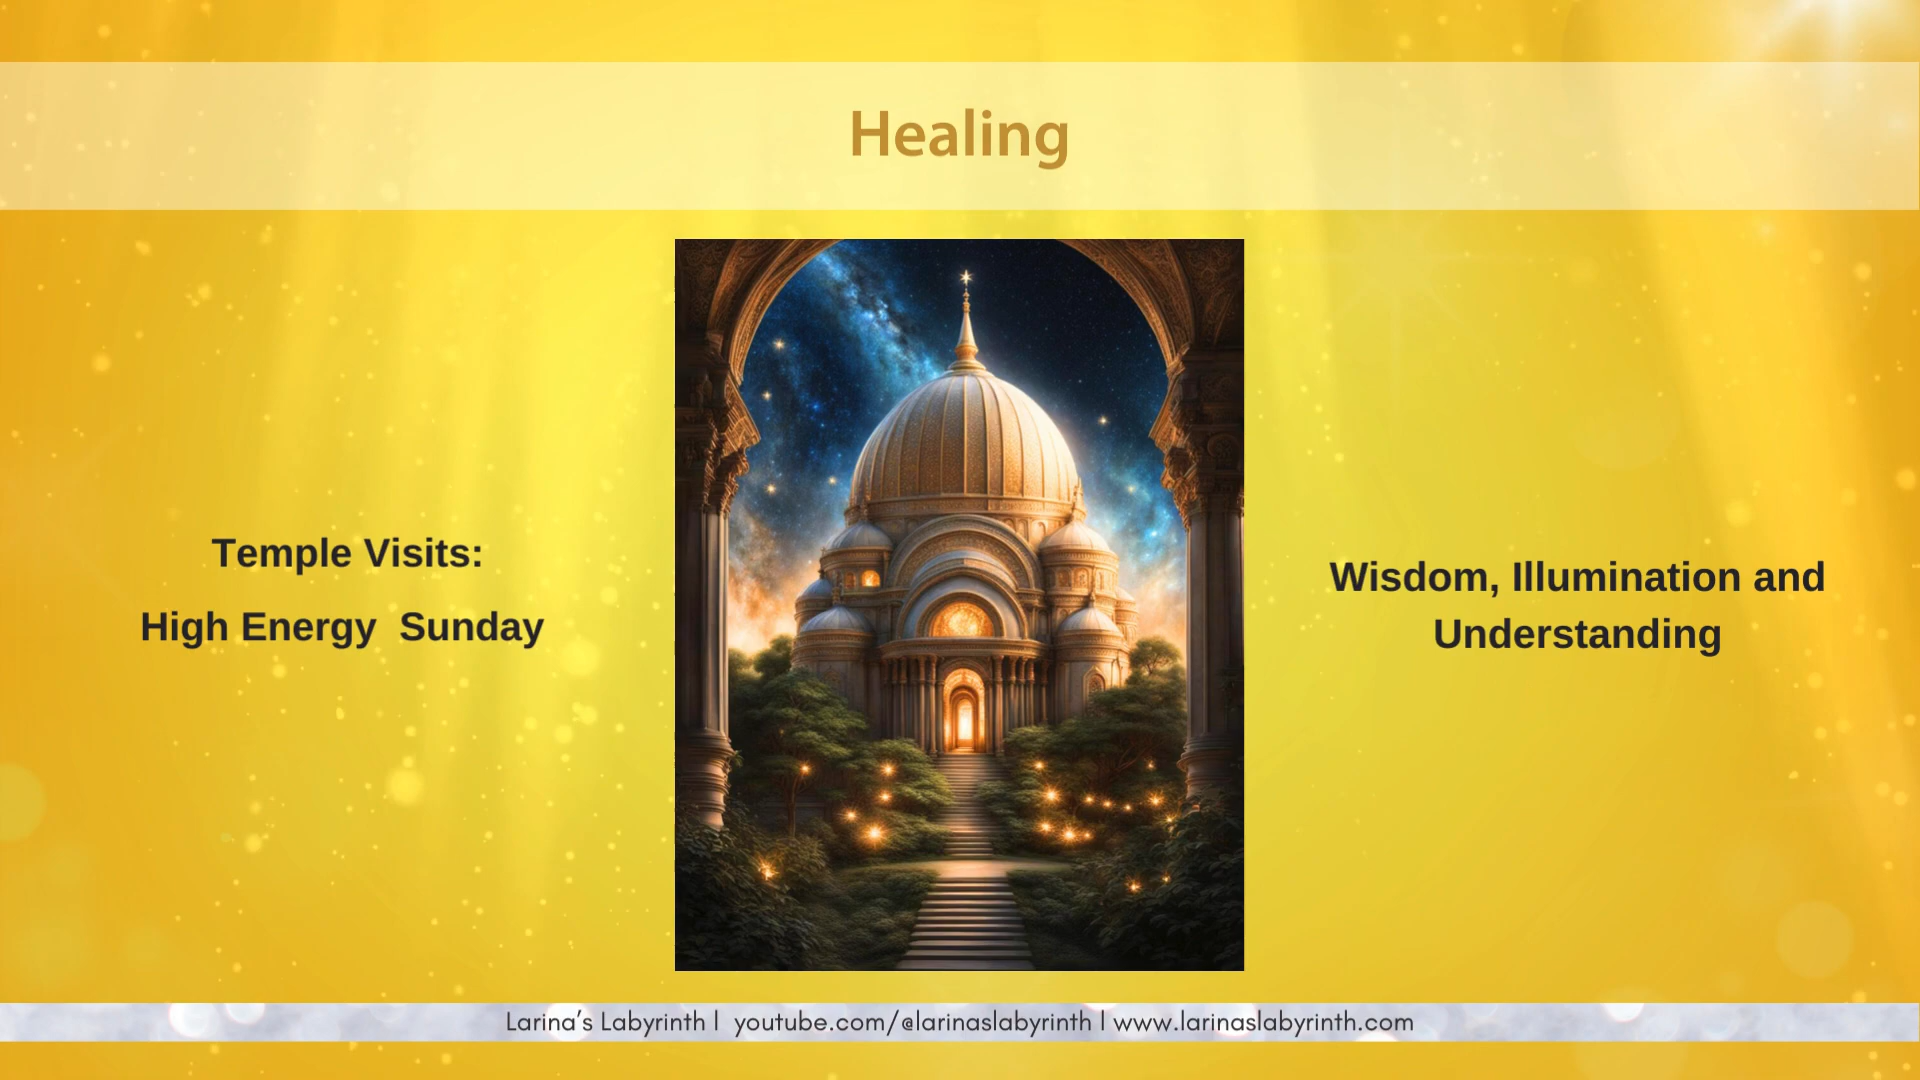 Healing
Temple Visits:
High Energy  Sunday
Wisdom, Illumination and
Understanding
Larina's Labyrinth |  youtube.com/@larinaslabyrinth | www.larinaslabyrinth.com